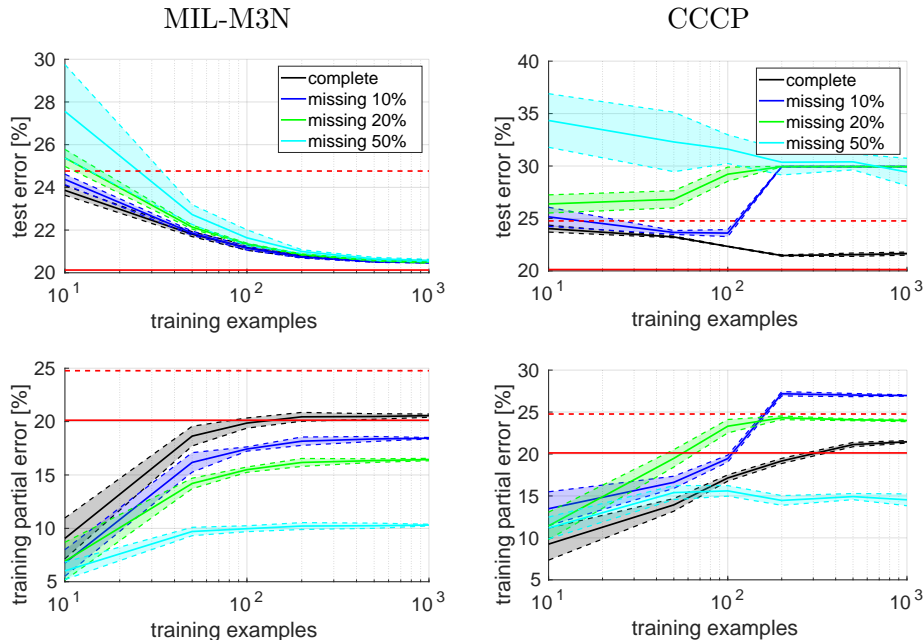 MIL-M3N
CCCP
test error [%]
30
28
26
24
22
20
complete
missing 10%
missing 20%
missing 50%
10^1
10^2
10^3
training examples
test error [%]
40
35
30
25
20
complete
missing 10%
missing 20%
missing 50%
10^1
10^2
10^3
training examples
training partial error [%]
25
20
15
10
5
10^1
10^2
10^3
training examples
training partial error [%]
30
25
20
15
10
5
10^1
10^2
10^3
training examples